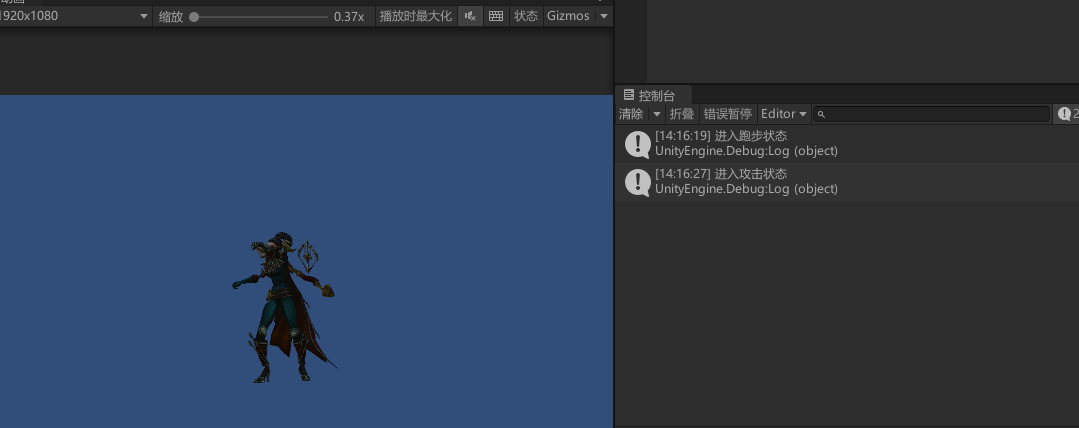 1920x1080
缩放
0.37x
播放时最大化
状态
Gizmos
控制台
清除
折叠
错误暂停
Editor
2
[14:16:19] 进入跑步状态
UnityEngine.Debug:Log (object)
[14:16:27] 进入攻击状态
UnityEngine.Debug:Log (object)